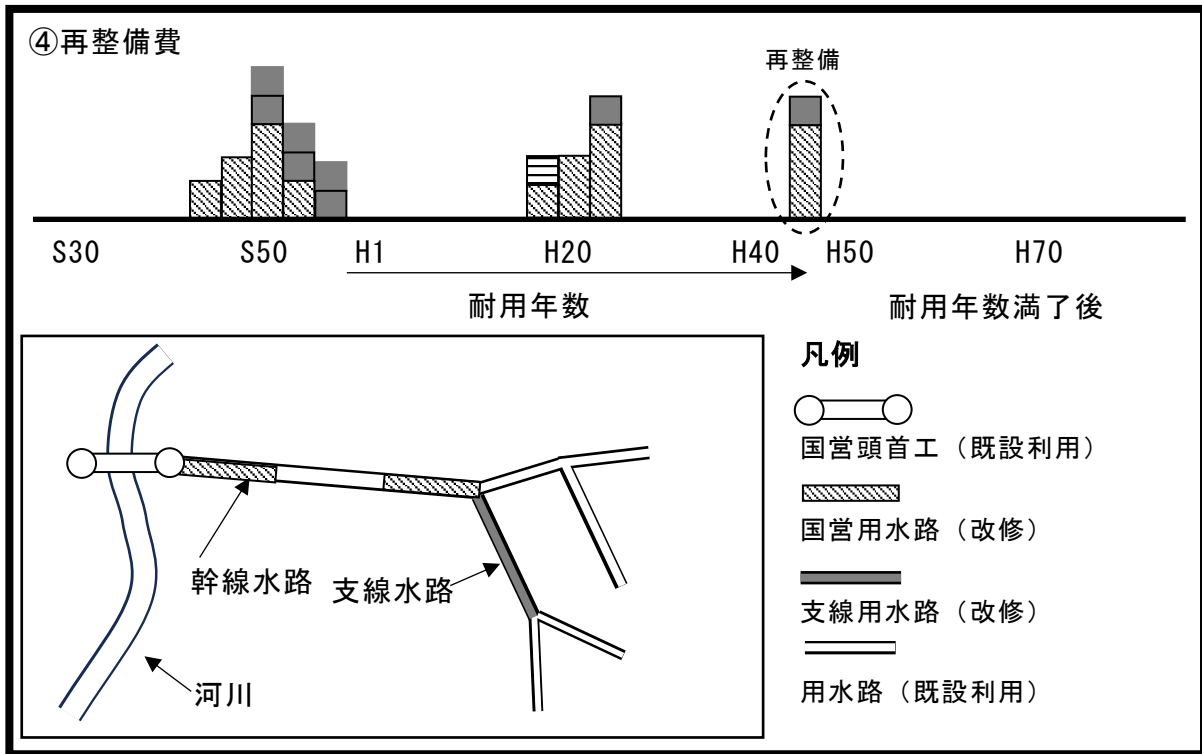 ④再整備費
再整備
S30 S50 H1 H20 H40 H50 H70
耐用年数 耐用年数満了後
凡例
国営頭首工（既設利用）
国営用水路（改修）
支線用水路（改修）
用水路（既設利用）
幹線水路 支線水路
河川